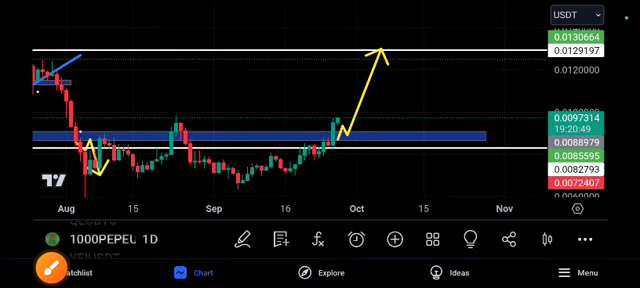 USDT
0.0130664
0.0129197
0.0120000
0.0097314
19:20:49
0.0088979
0.0085595
0.0082793
0.0072407
Aug 15 Sep 16 Oct 15 Nov
1000PEPEU 1D
Chart Explore Ideas Menu